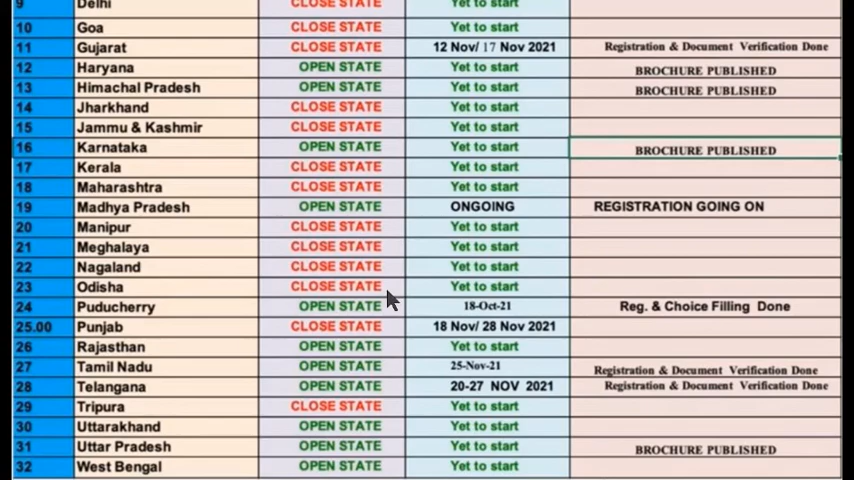 9 Delhi CLOSE STATE Yet to start
10 Goa CLOSE STATE Yet to start
11 Gujarat CLOSE STATE 12 Nov/ 17 Nov 2021 Registration & Document Verification Done
12 Haryana OPEN STATE Yet to start BROCHURE PUBLISHED
13 Himachal Pradesh OPEN STATE Yet to start BROCHURE PUBLISHED
14 Jharkhand CLOSE STATE Yet to start
15 Jammu & Kashmir CLOSE STATE Yet to start
16 Karnataka OPEN STATE Yet to start BROCHURE PUBLISHED
17 Kerala CLOSE STATE Yet to start
18 Maharashtra CLOSE STATE Yet to start
19 Madhya Pradesh OPEN STATE ONGOING REGISTRATION GOING ON
20 Manipur CLOSE STATE Yet to start
21 Meghalaya CLOSE STATE Yet to start
22 Nagaland CLOSE STATE Yet to start
23 Odisha CLOSE STATE Yet to start
24 Puducherry OPEN STATE 18-Oct-21 Reg. & Choice Filling Done
25.00 Punjab CLOSE STATE 18 Nov/ 28 Nov 2021
26 Rajasthan OPEN STATE Yet to start
27 Tamil Nadu OPEN STATE 25-Nov-21 Registration & Document Verification Done
28 Telangana OPEN STATE 20-27 NOV 2021 Registration & Document Verification Done
29 Tripura CLOSE STATE Yet to start
30 Uttarakhand OPEN STATE Yet to start
31 Uttar Pradesh OPEN STATE Yet to start BROCHURE PUBLISHED
32 West Bengal OPEN STATE Yet to start